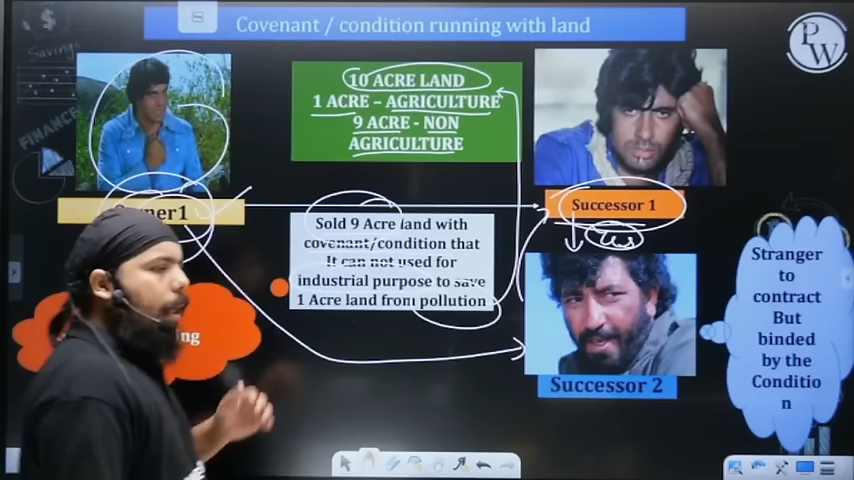 Covenant / condition running with land
PW
Savings
FINANCE
10 ACRE LAND
1 ACRE – AGRICULTURE
9 ACRE - NON
AGRICULTURE
Successor 1
Sold 9 Acre land with
covenant/condition that
It can not used for
industrial purpose to save
1 Acre land from pollution
Successor 2
Stranger
to
contract
But
binded
by the
Conditio
n